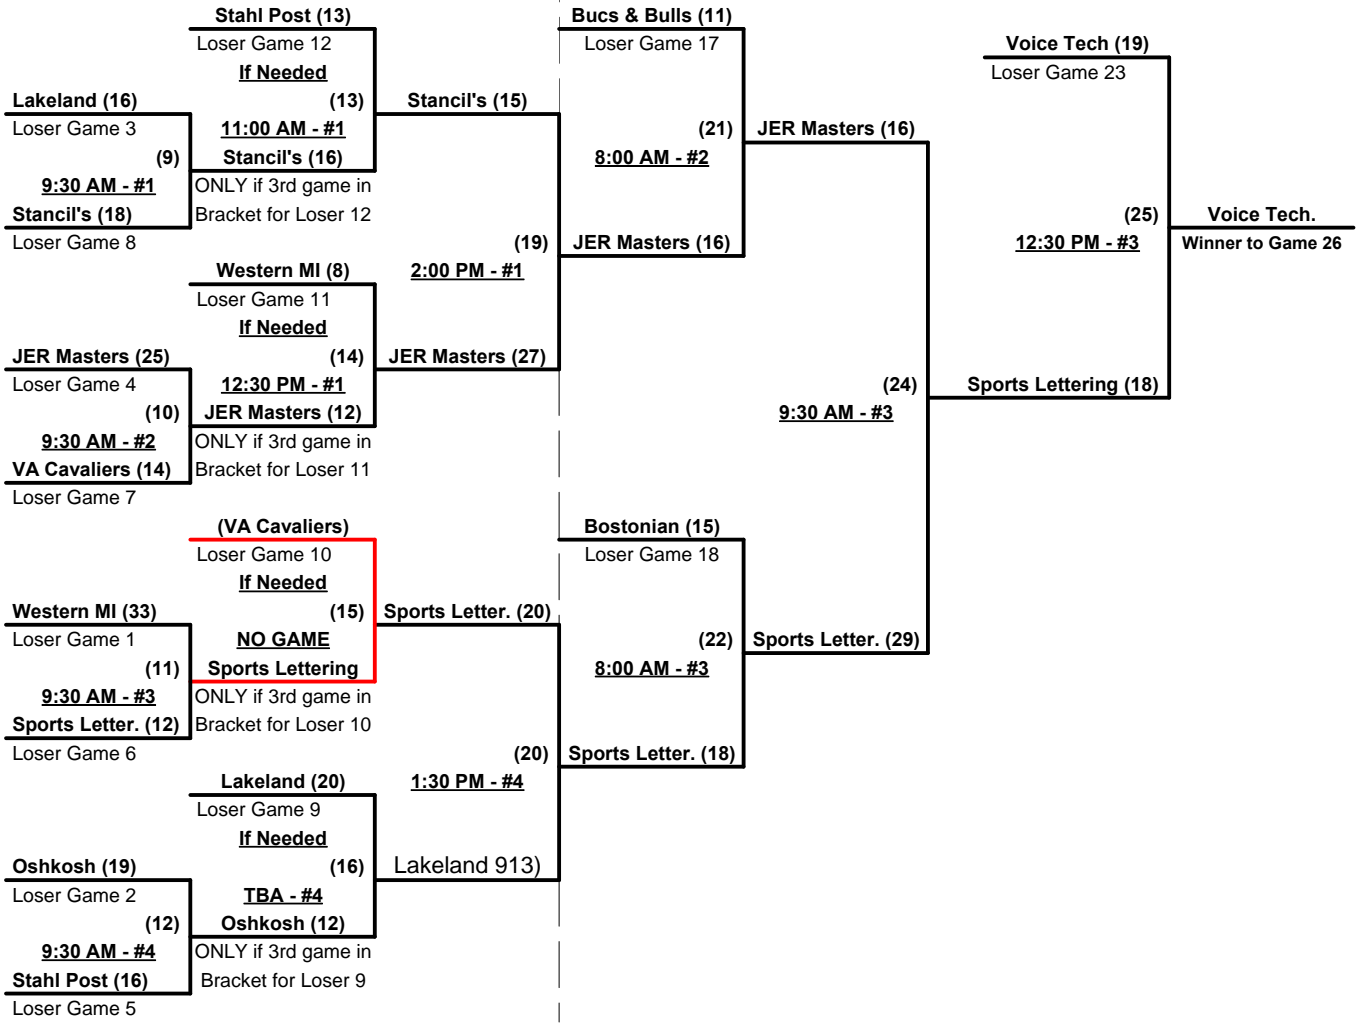 Stahl Post (13)
Loser Game 12
If Needed
(13)
11:00 AM - #1
Stancil's (16)
ONLY if 3rd game in
Bracket for Loser 12
Lakeland (16)
Loser Game 3
(9)
9:30 AM - #1
Stancil's (18)
Loser Game 8
Western MI (8)
Loser Game 11
If Needed
(14)
12:30 PM - #1
JER Masters (12)
ONLY if 3rd game in
Bracket for Loser 11
JER Masters (25)
Loser Game 4
(10)
9:30 AM - #2
VA Cavaliers (14)
Loser Game 7
(VA Cavaliers)
Loser Game 10
If Needed
(15)
NO GAME
Sports Lettering
ONLY if 3rd game in
Bracket for Loser 10
Western MI (33)
Loser Game 1
(11)
9:30 AM - #3
Sports Letter. (12)
Loser Game 6
Lakeland (20)
Loser Game 9
If Needed
(16)
TBA - #4
Oshkosh (12)
ONLY if 3rd game in
Bracket for Loser 9
Oshkosh (19)
Loser Game 2
(12)
9:30 AM - #4
Stahl Post (16)
Loser Game 5
Stancil's (15)
(19)
2:00 PM - #1
JER Masters (27)
Sports Letter. (20)
(20)
1:30 PM - #4
Lakeland 913)
Bucs & Bulls (11)
Loser Game 17
(21)
8:00 AM - #2
JER Masters (16)
Bostonian (15)
Loser Game 18
(22)
8:00 AM - #3
Sports Letter. (18)
JER Masters (16)
(24)
9:30 AM - #3
Sports Letter. (29)
Voice Tech (19)
Loser Game 23
(25)
12:30 PM - #3
Sports Lettering (18)
Voice Tech.
Winner to Game 26